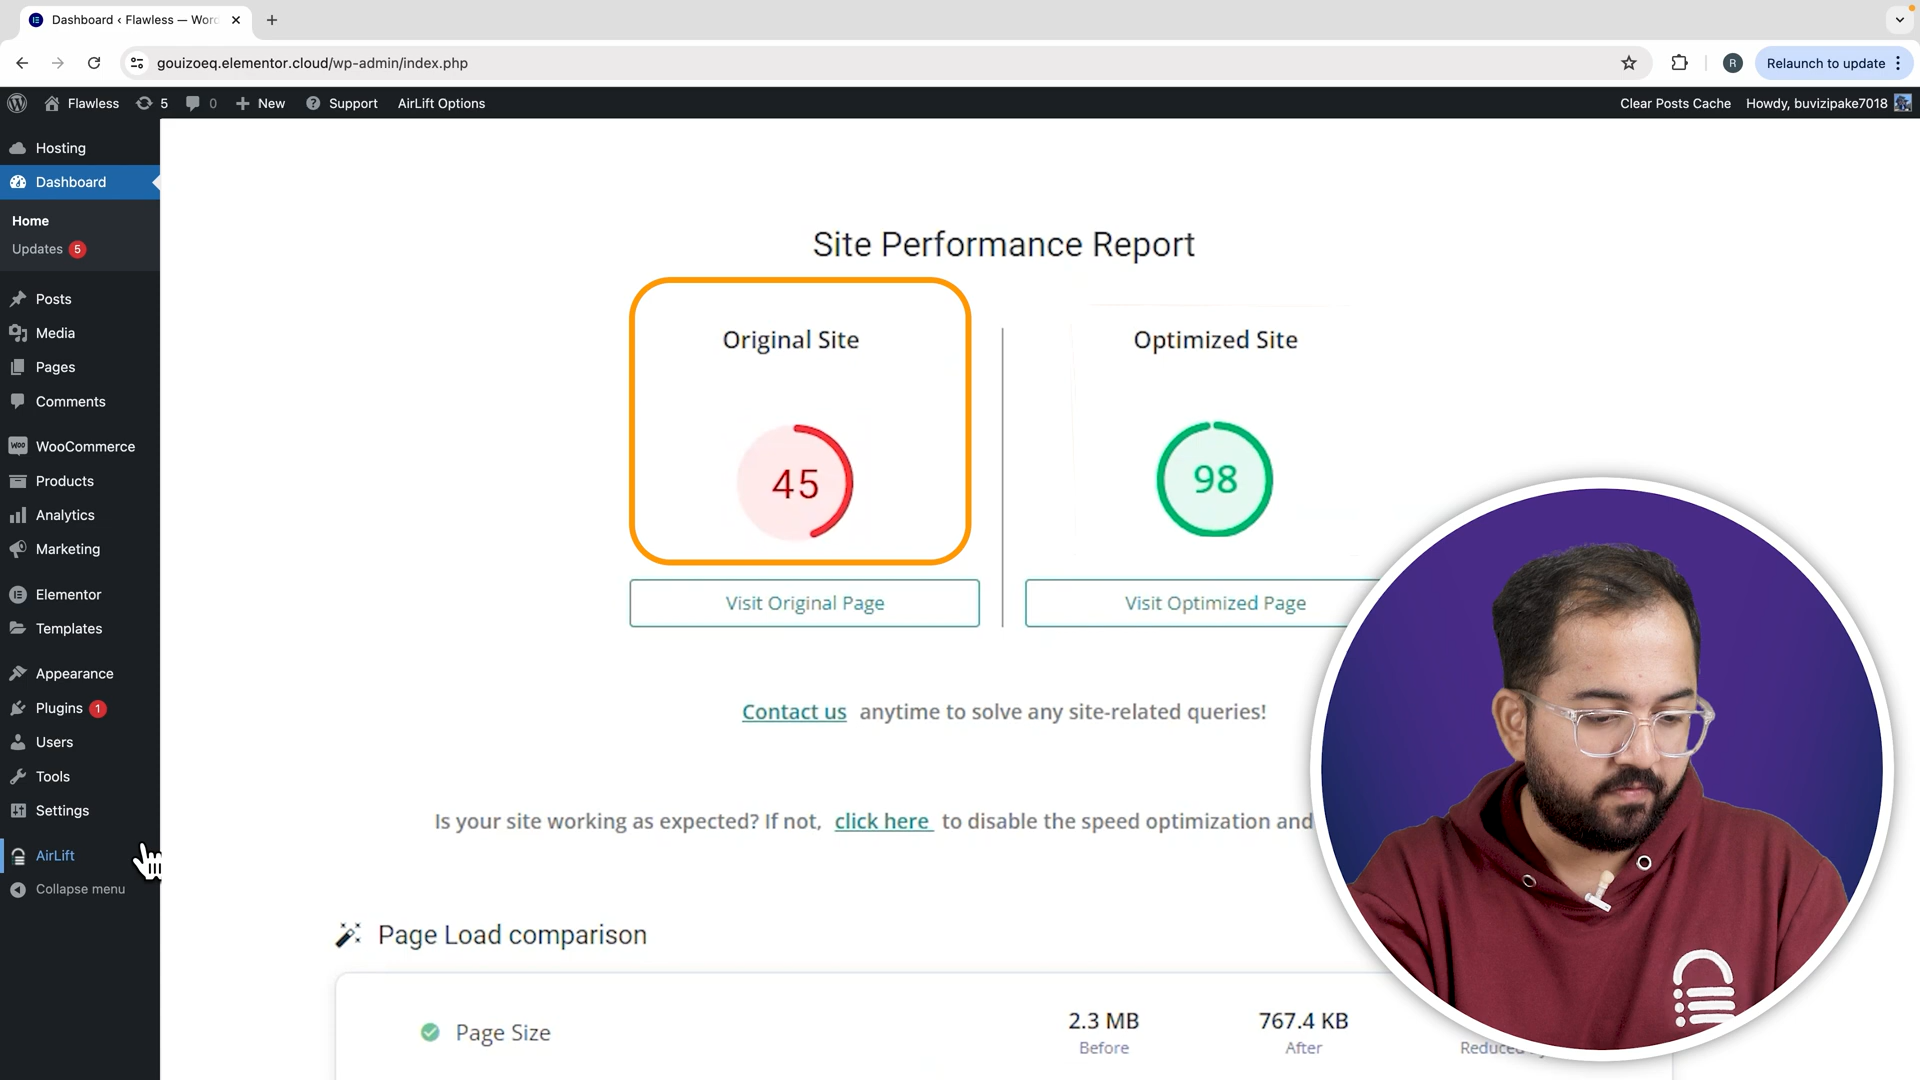 Dashboard ‹ Flawless — Word
gouizoeq.elementor.cloud/wp-admin/index.php
R
Relaunch to update
Flawless
5
0
New
Support
AirLift Options
Clear Posts Cache
Howdy, buvizipake7018
Hosting
Dashboard
Home
Updates 5
Posts
Media
Pages
Comments
WooCommerce
Products
Analytics
Marketing
Elementor
Templates
Appearance
Plugins 1
Users
Tools
Settings
AirLift
Collapse menu
Site Performance Report
Original Site
Optimized Site
45
98
Visit Original Page
Visit Optimized Page
Contact us anytime to solve any site-related queries!
Is your site working as expected? If not, click here to disable the speed optimization and
Page Load comparison
Page Size
2.3 MB
Before
767.4 KB
After
Reduced